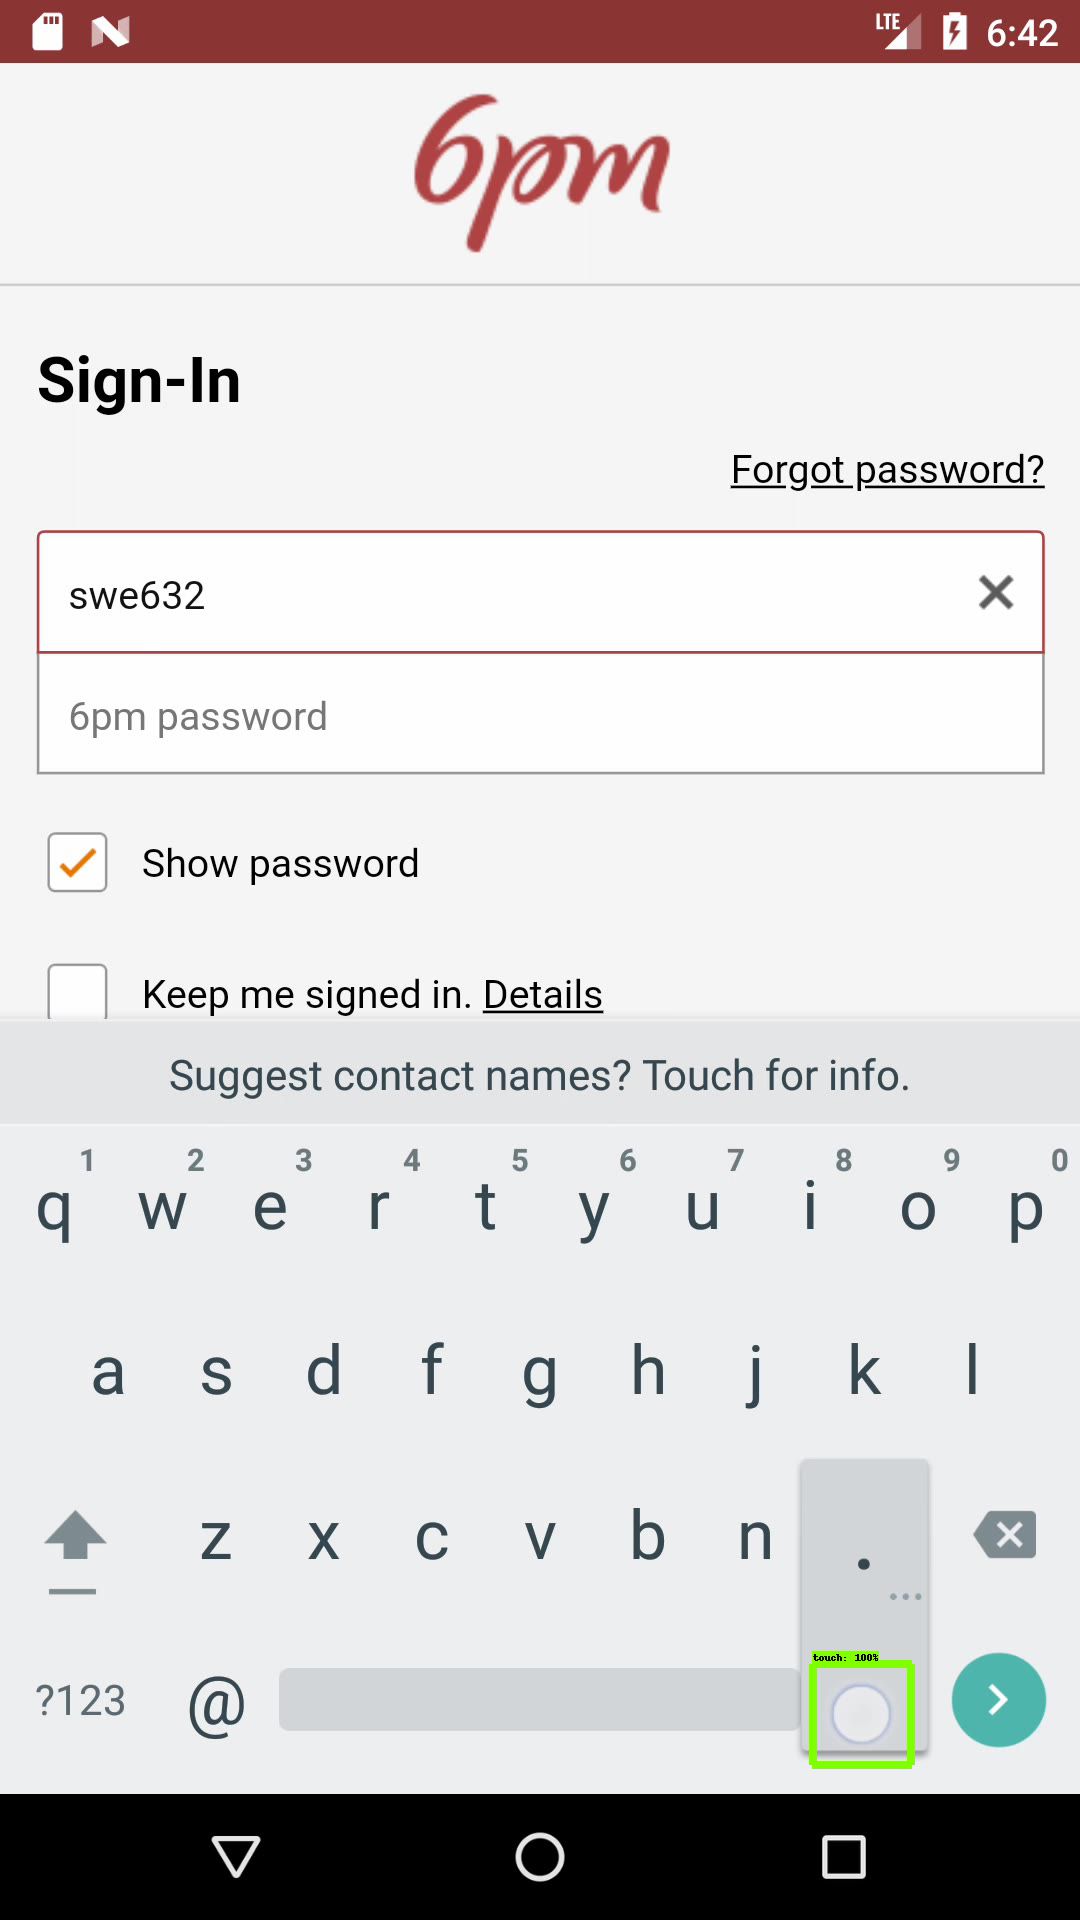 LTE 6:42
6pm
Sign-In
Forgot password?
swe632
6pm password
Show password
Keep me signed in. Details
Suggest contact names? Touch for info.
1 2 3 4 5 6 7 8 9 0
q w e r t y u i o p
a s d f g h j k l
z x c v b n .
touch: 100%
?123 @